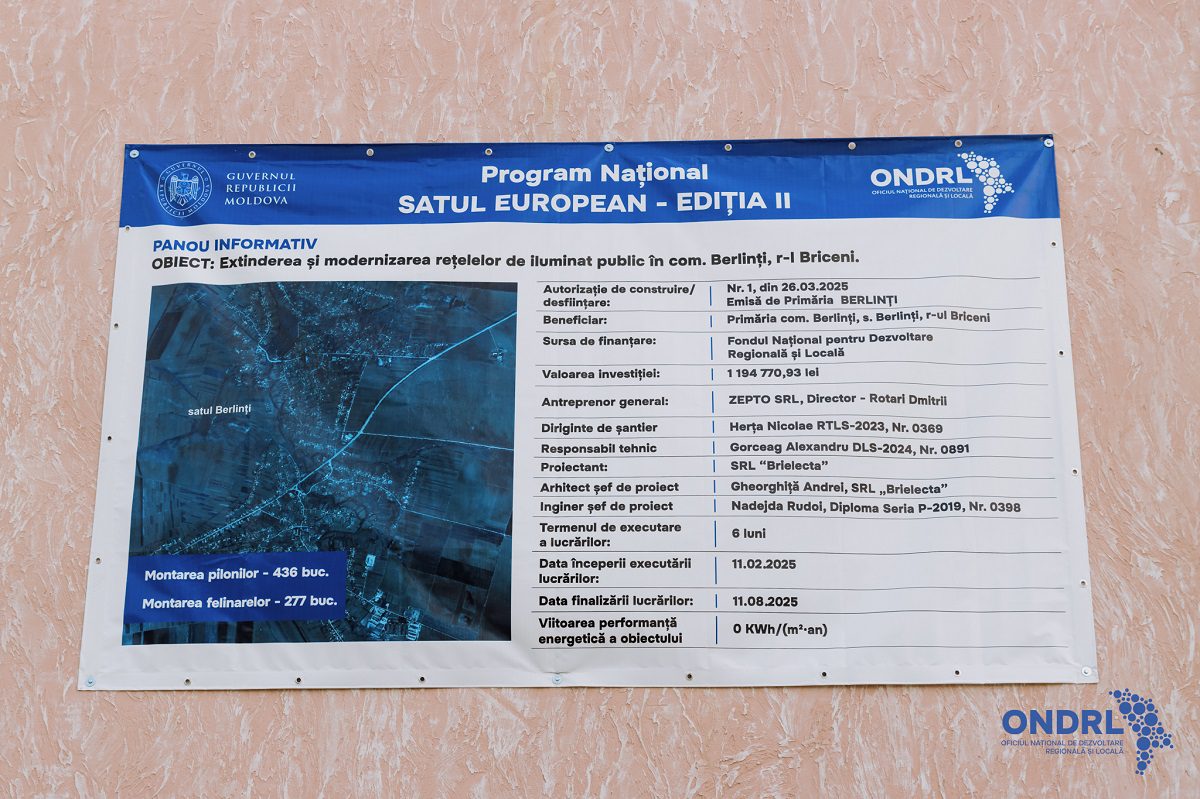 GUVERNUL
REPUBLICII
MOLDOVA
Program Național
SATUL EUROPEAN - EDIȚIA II
ONDRL
OFICIUL NAȚIONAL DE DEZVOLTARE
REGIONALĂ ȘI LOCALĂ
PANOU INFORMATIV
OBIECT: Extinderea și modernizarea rețelelor de iluminat public în com. Berlinți, r-l Briceni.
satul Berlinți
Montarea pilonilor - 436 buc.
Montarea felinarelor - 277 buc.
Autorizație de construire/ Nr. 1, din 26.03.2025
desființare: Emisă de Primăria BERLINȚI
Beneficiar: Primăria com. Berlinți, s. Berlinți, r-ul Briceni
Sursa de finanțare: Fondul Național pentru Dezvoltare
Regională și Locală
Valoarea investiției: 1 194 770,93 lei
Antreprenor general: ZEPTO SRL, Director - Rotari Dmitrii
Diriginte de șantier Herța Nicolae RTLS-2023, Nr. 0369
Responsabil tehnic Gorceag Alexandru DLS-2024, Nr. 0891
Proiectant: SRL “Brielecta”
Arhitect șef de proiect Gheorghiță Andrei, SRL „Brielecta”
Inginer șef de proiect Nadejda Rudoi, Diploma Seria P-2019, Nr. 0398
Termenul de executare
a lucrărilor: 6 luni
Data începerii executării 11.02.2025
lucrărilor:
Data finalizării lucrărilor: 11.08.2025
Viitoarea performanță
energetică a obiectului 0 KWh/(m²·an)
ONDRL
OFICIUL NAȚIONAL DE DEZVOLTARE
REGIONALĂ ȘI LOCALĂ